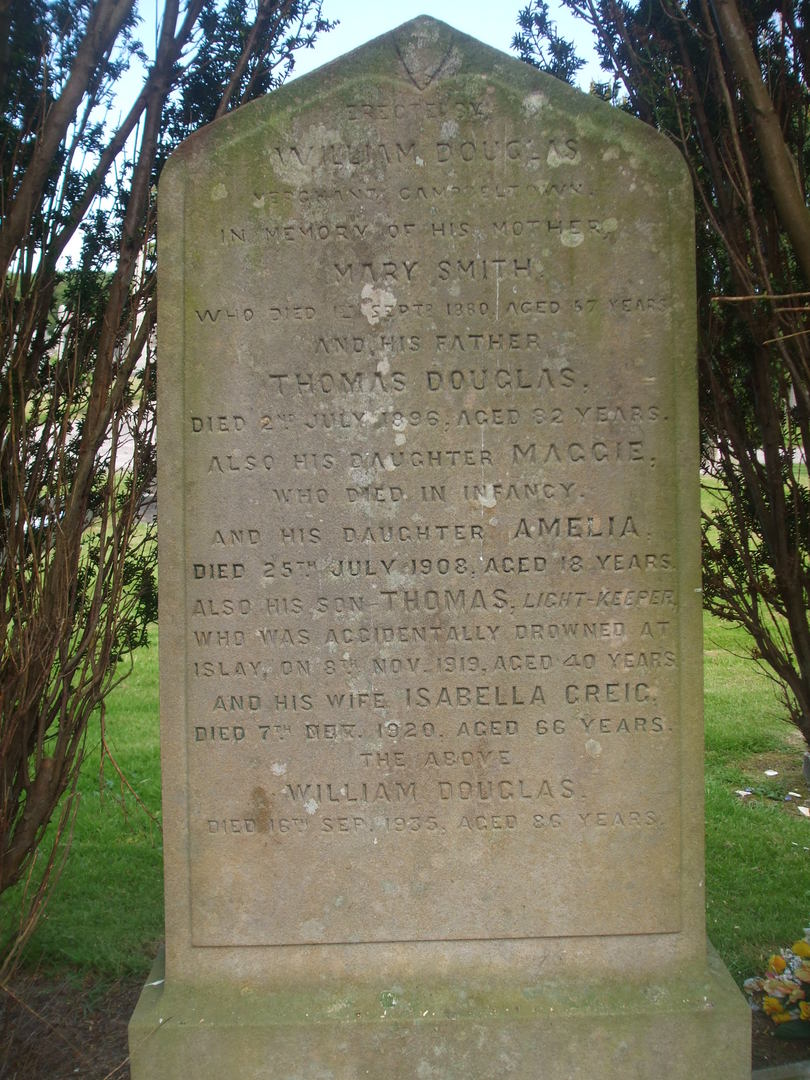 ERECTED BY
WILLIAM DOUGLAS
MERCHANT, CAMPBELTOWN.
IN MEMORY OF HIS MOTHER,
MARY SMITH,
WHO DIED SEPTR 1880, AGED 67 YEARS
AND HIS FATHER
THOMAS DOUGLAS,
DIED 2ND JULY 1896, AGED 82 YEARS.
ALSO HIS DAUGHTER MAGGIE,
WHO DIED IN INFANCY.
AND HIS DAUGHTER AMELIA,
DIED 25TH JULY 1908, AGED 18 YEARS.
ALSO HIS SON THOMAS, LIGHT-KEEPER,
WHO WAS ACCIDENTALLY DROWNED AT
ISLAY, ON 8TH NOV. 1919, AGED 40 YEARS
AND HIS WIFE ISABELLA GREIG,
DIED 7TH 1920, AGED 66 YEARS.
THE ABOVE
WILLIAM DOUGLAS,
DIED 16TH SEP. 1935, AGED 86 YEARS.